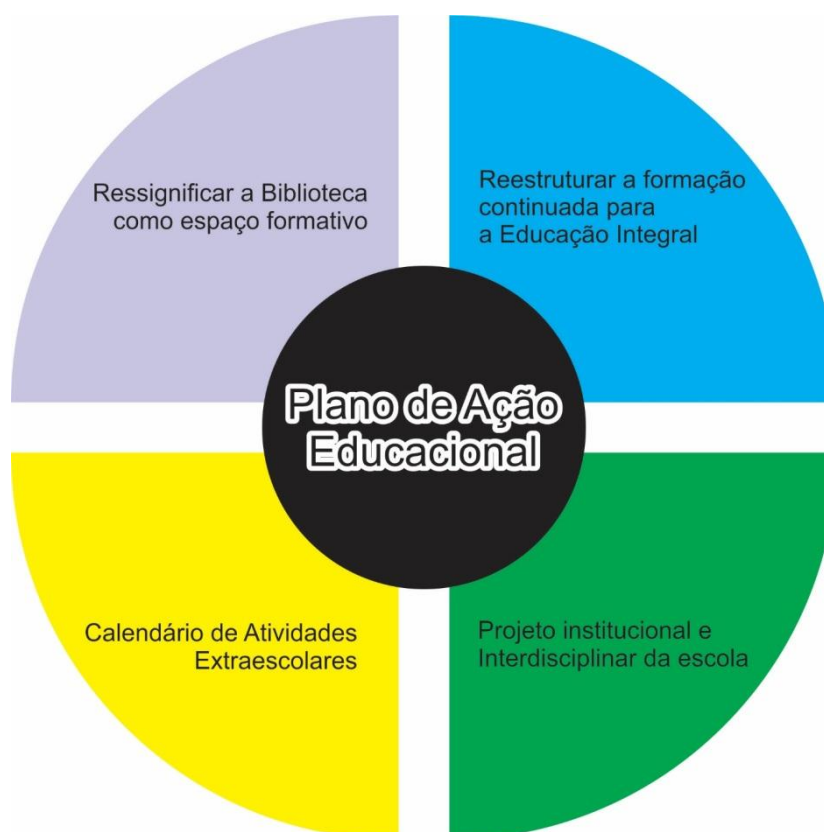 Ressignificar a Biblioteca
como espaço formativo
Reestruturar a formação
continuada para
a Educação Integral
Plano de Ação
Educacional
Calendário de Atividades
Extraescolares
Projeto institucional e
Interdisciplinar da escola